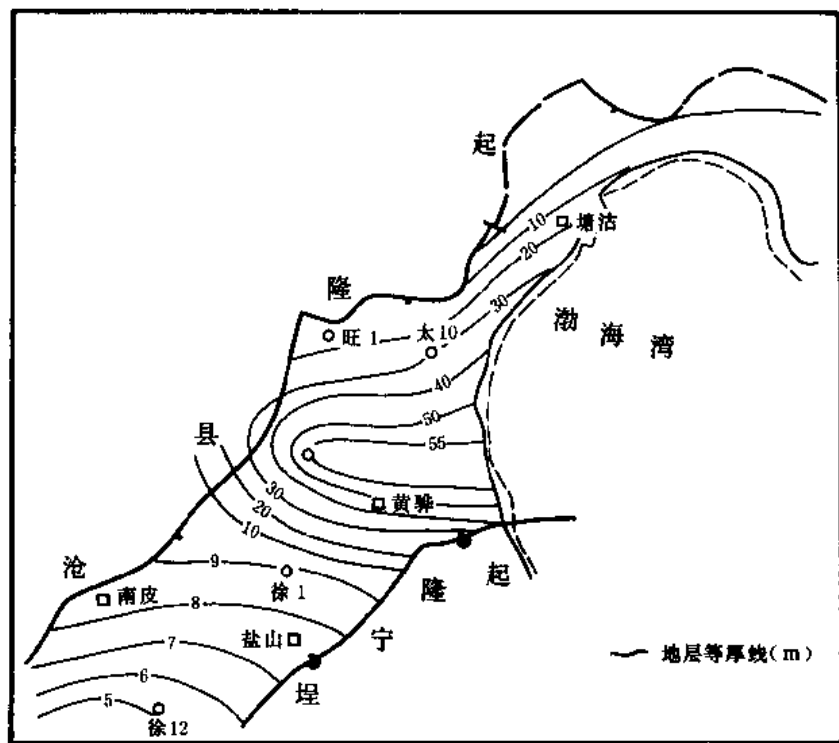 起
10
塘沽
20
隆
30
渤海湾
旺1
太10
40
50
县
55
30
黄骅
20
10
9
沧
徐1
起
南皮
隆
8
盐山
宁
7
地层等厚线(m)
6
埕
5
徐12